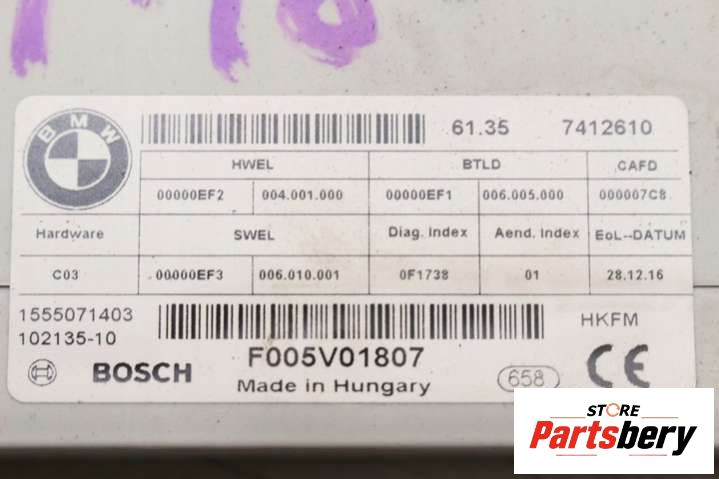 BMW
61.35 7412610
HWEL BTLD CAFD
00000EF2 004.001.000 00000EF1 006.005.000 000007C8
Hardware SWEL Diag. Index Aend. Index EoL--DATUM
C03 00000EF3 006.010.001 0F1738 01 28.12.16
1555071403
102135-10
HKFM
F005V01807
BOSCH
Made in Hungary
658
CE
STORE
Partsbery